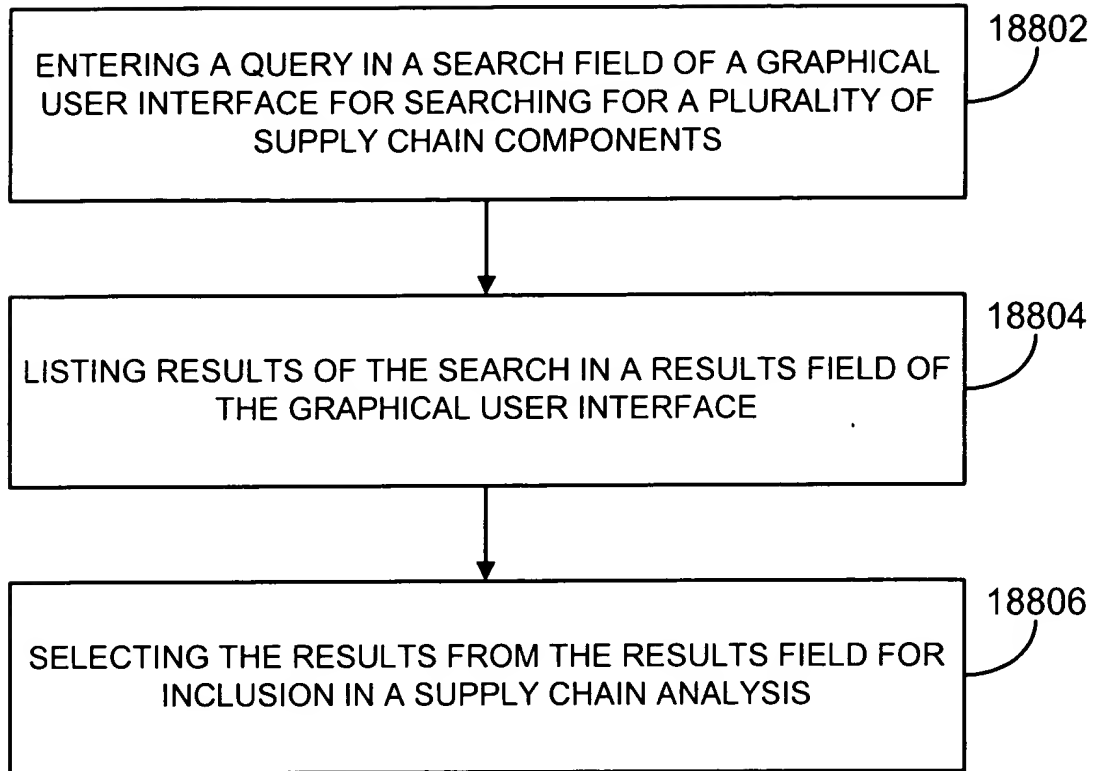 18802
ENTERING A QUERY IN A SEARCH FIELD OF A GRAPHICAL
USER INTERFACE FOR SEARCHING FOR A PLURALITY OF
SUPPLY CHAIN COMPONENTS
18804
LISTING RESULTS OF THE SEARCH IN A RESULTS FIELD OF
THE GRAPHICAL USER INTERFACE
18806
SELECTING THE RESULTS FROM THE RESULTS FIELD FOR
INCLUSION IN A SUPPLY CHAIN ANALYSIS